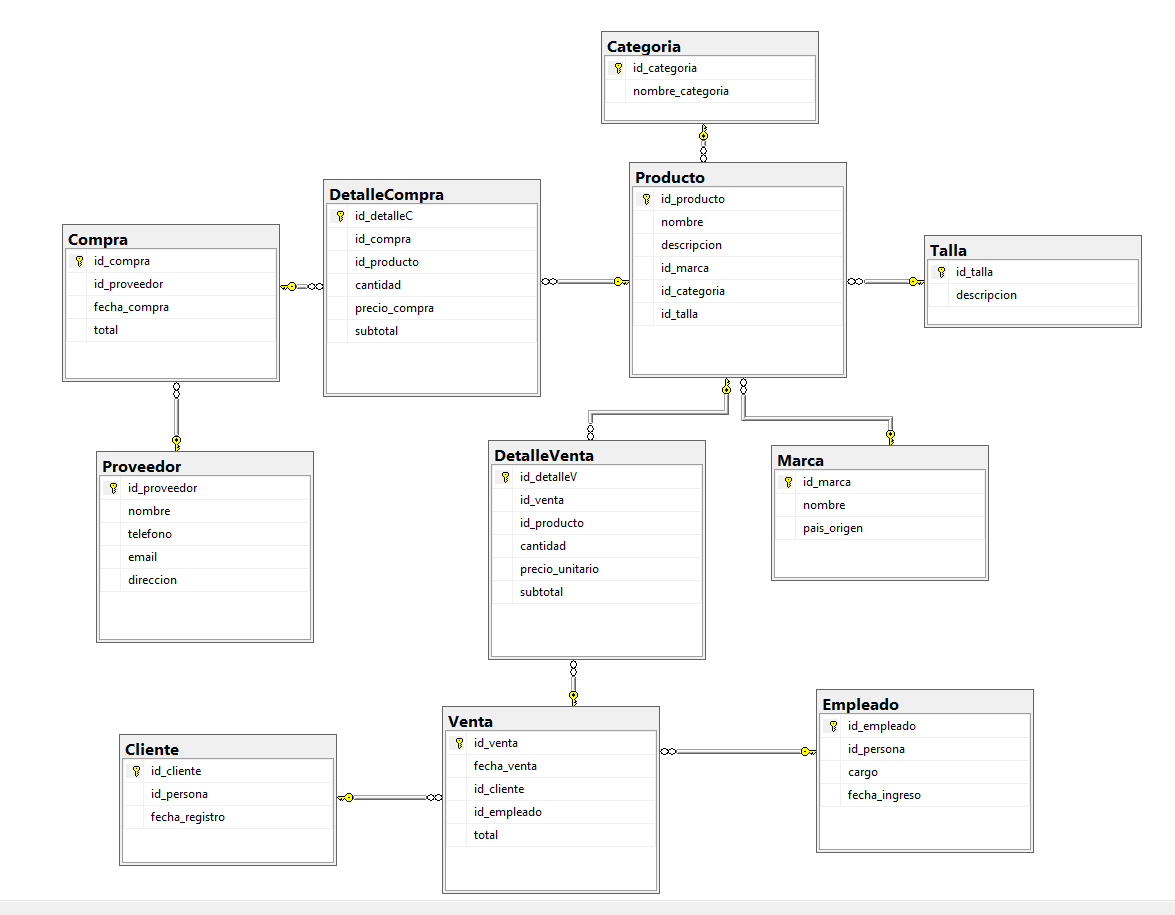 Categoria
id_categoria
nombre_categoria
Producto
id_producto
nombre
descripcion
id_marca
id_categoria
id_talla
DetalleCompra
id_detalleC
id_compra
id_producto
cantidad
precio_compra
subtotal
Compra
id_compra
id_proveedor
fecha_compra
total
Talla
id_talla
descripcion
Proveedor
id_proveedor
nombre
telefono
email
direccion
DetalleVenta
id_detalleV
id_venta
id_producto
cantidad
precio_unitario
subtotal
Marca
id_marca
nombre
pais_origen
Cliente
id_cliente
id_persona
fecha_registro
Venta
id_venta
fecha_venta
id_cliente
id_empleado
total
Empleado
id_empleado
id_persona
cargo
fecha_ingreso